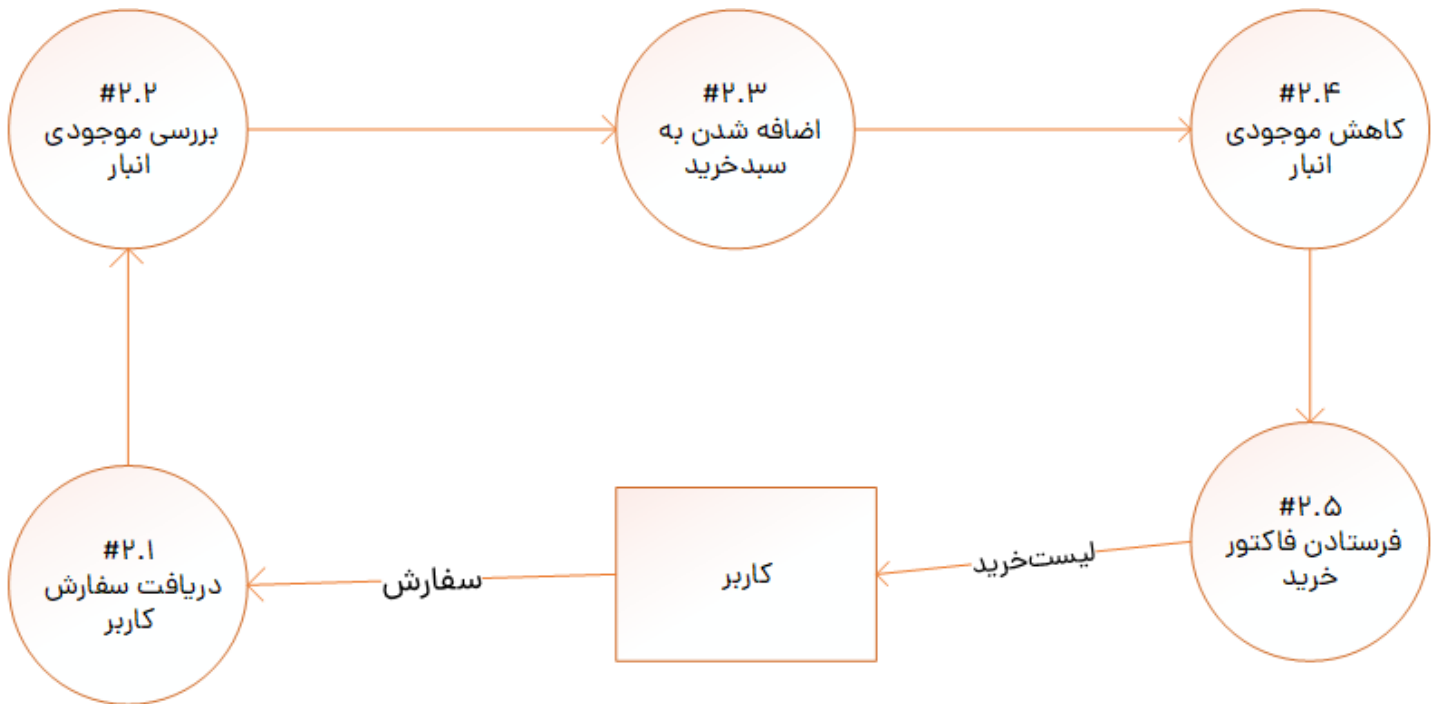 #۲.۲
بررسی موجودی
انبار
#۲.۳
اضافه شدن به
سبدخرید
#۲.۴
کاهش موجودی
انبار
#۲.۱
دریافت سفارش
کاربر
سفارش
کاربر
لیست‌خرید
#۲.۵
فرستادن فاکتور
خرید